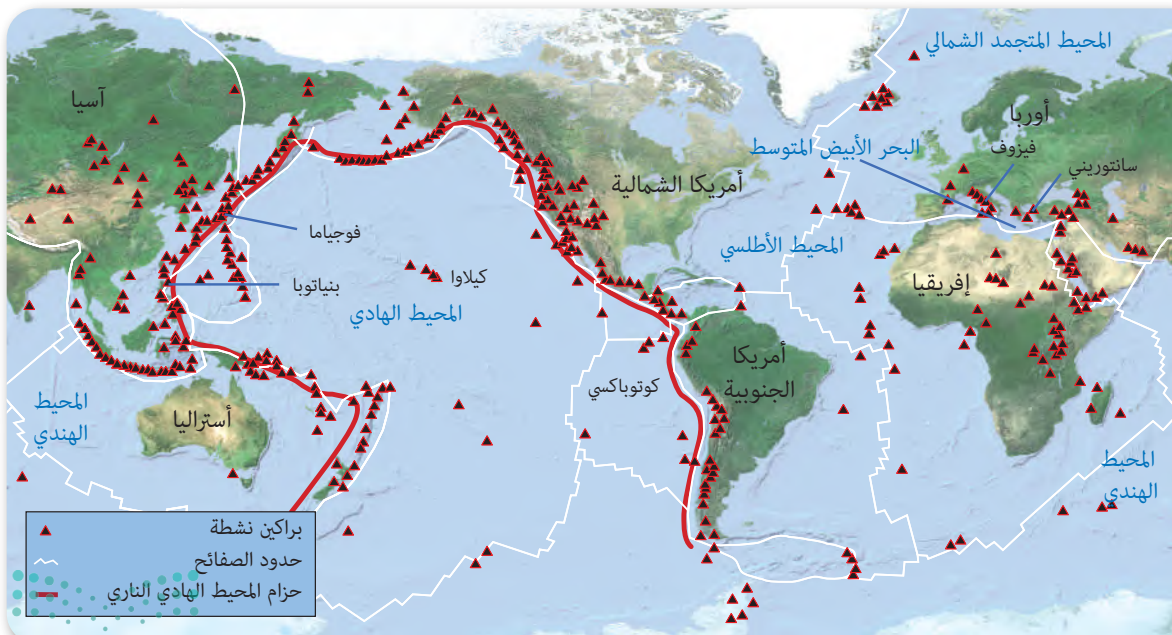 المحيط المتجمد الشمالي
آسيا
أوربا
البحر الأبيض المتوسط
فيزوف
سانتوريني
أمريكا الشمالية
فوجياما
المحيط الأطلسي
كيلاوا
إفريقيا
بنياتوبا
المحيط الهادي
أمريكا
الجنوبية
كوتوباكسي
المحيط
الهندي
أستراليا
المحيط
الهندي
براكين نشطة
حدود الصفائح
حزام المحيط الهادي الناري